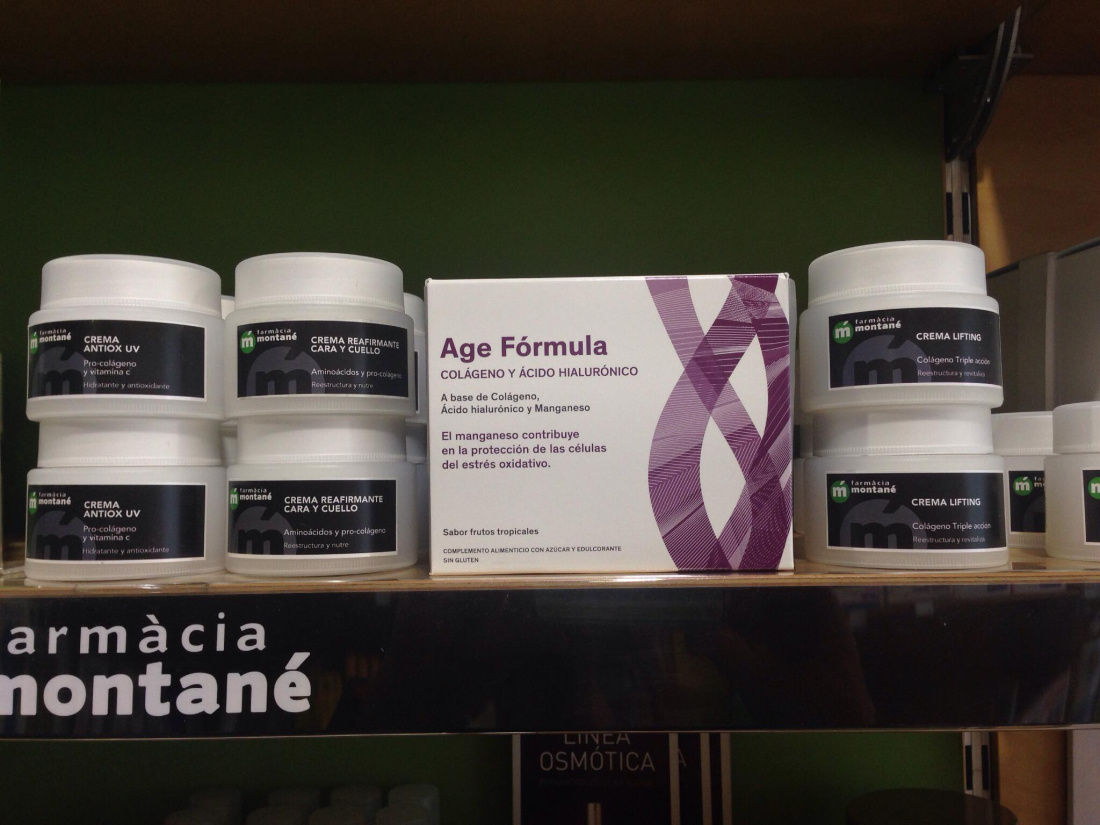 farmàcia
montané
CREMA
ANTIOX UV
Pro-colágeno
y vitamina c
Hidratante y antioxidante
farmàcia
montané
CREMA REAFIRMANTE
CARA Y CUELLO
Aminoácidos y pro-colágeno
Reestructura y nutre
Age Fórmula
COLÁGENO Y ÁCIDO HIALURÓNICO
A base de Colágeno,
Ácido hialurónico y Manganeso
El manganeso contribuye
en la protección de las células
del estrés oxidativo.
Sabor frutos tropicales
COMPLEMENTO ALIMENTICIO CON AZÚCAR Y EDULCORANTE
SIN GLUTEN
farmàcia
montané
CREMA LIFTING
Colágeno Triple acción
Reestructura y revitaliza
farmàcia
montané
CREMA
ANTIOX UV
Pro-colágeno
y vitamina c
Hidratante y antioxidante
farmàcia
montané
CREMA REAFIRMANTE
CARA Y CUELLO
Aminoácidos y pro-colágeno
Reestructura y nutre
farmàcia
montané
CREMA LIFTING
Colágeno Triple acción
Reestructura y revitaliza
armàcia
montané
LÍNEA
OSMÓTICA